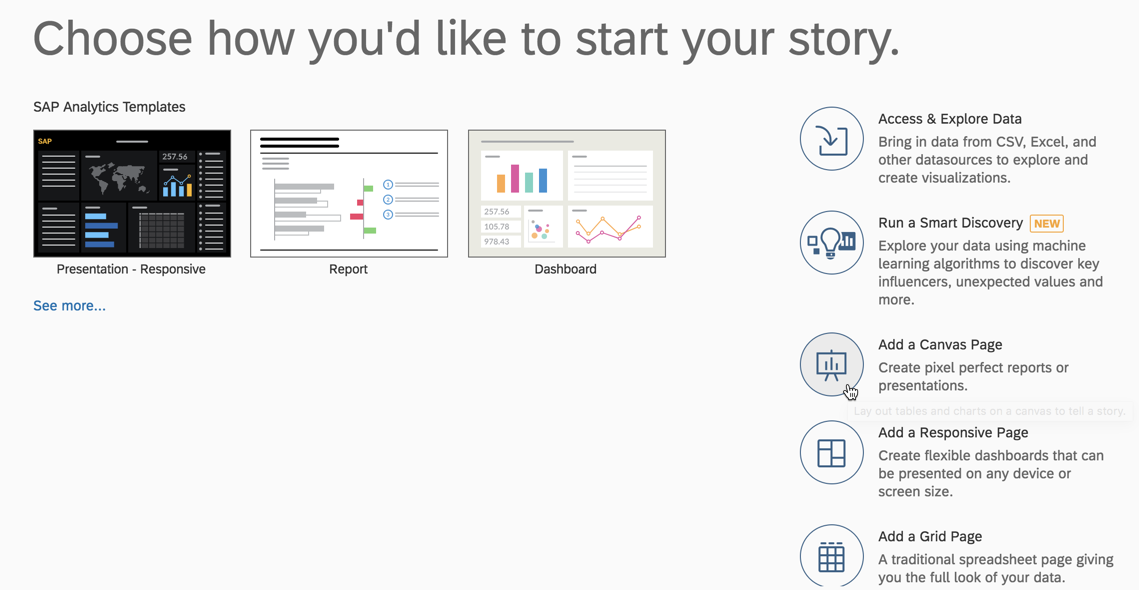 Choose how you'd like to start your story.
SAP Analytics Templates
SAP
257.56
Presentation - Responsive
1
2
3
Report
257.56
105.78
978.43
Dashboard
See more...
Access & Explore Data
Bring in data from CSV, Excel, and
other datasources to explore and
create visualizations.
Run a Smart Discovery NEW
Explore your data using machine
learning algorithms to discover key
influencers, unexpected values and
more.
Add a Canvas Page
Create pixel perfect reports or
presentations.
Lay out tables and charts on a canvas to tell a story.
Add a Responsive Page
Create flexible dashboards that can
be presented on any device or
screen size.
Add a Grid Page
A traditional spreadsheet page giving
you the full look of your data.